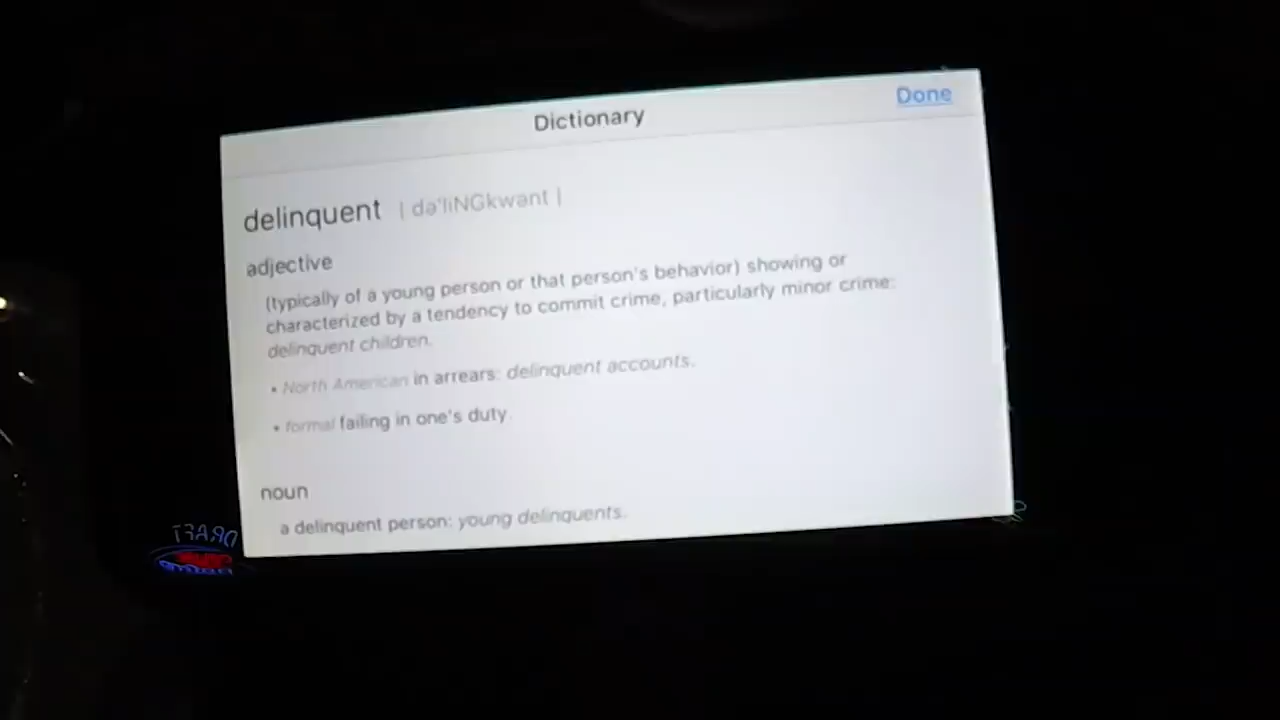 Dictionary
Done
delinquent | də'liNGkwənt |
adjective
(typically of a young person or that person's behavior) showing or
characterized by a tendency to commit crime, particularly minor crime:
delinquent children.
• North American in arrears: delinquent accounts.
• formal failing in one's duty.
noun
a delinquent person: young delinquents.
DRAFT